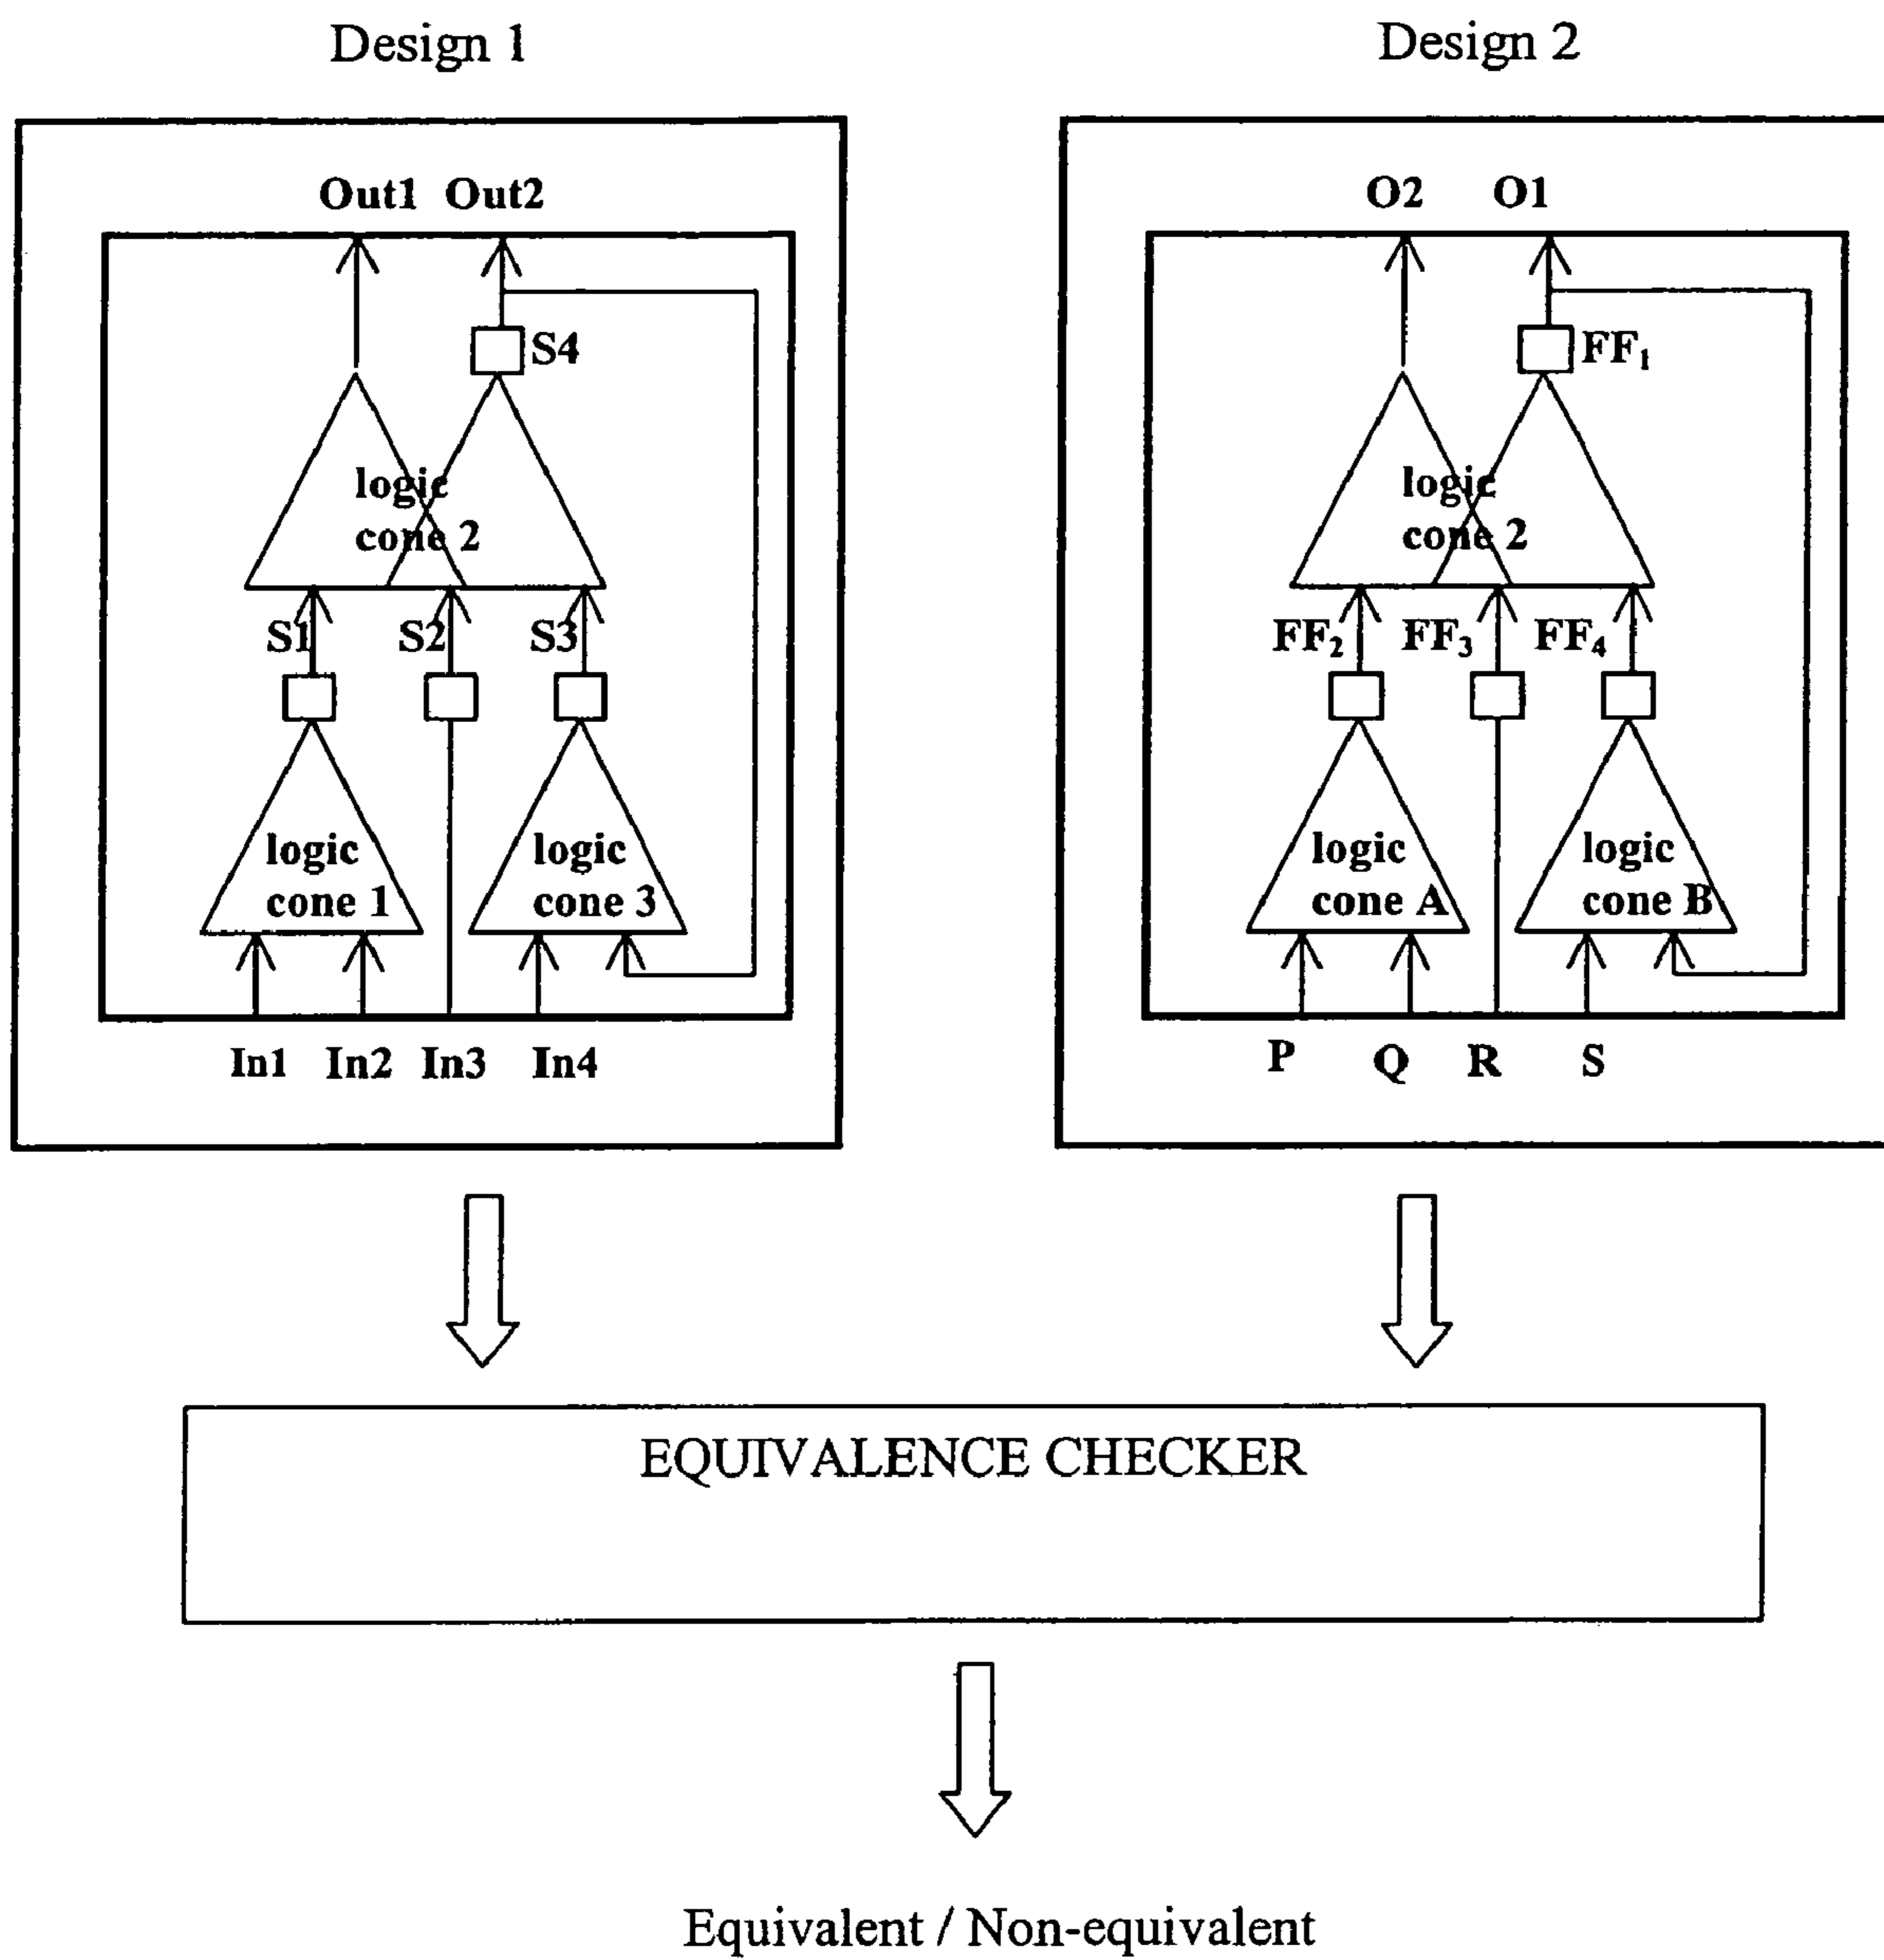 Design 1
Design 2
Out1 Out2
S4
logic
cone 2
S1 S2 S3
logic
cone 1
logic
cone 3
In1 In2 In3 In4
O2 O1
FF₁
logic
cone 2
FF₂ FF₃ FF₄
logic
cone A
logic
cone B
P Q R S
EQUIVALENCE CHECKER
Equivalent / Non-equivalent